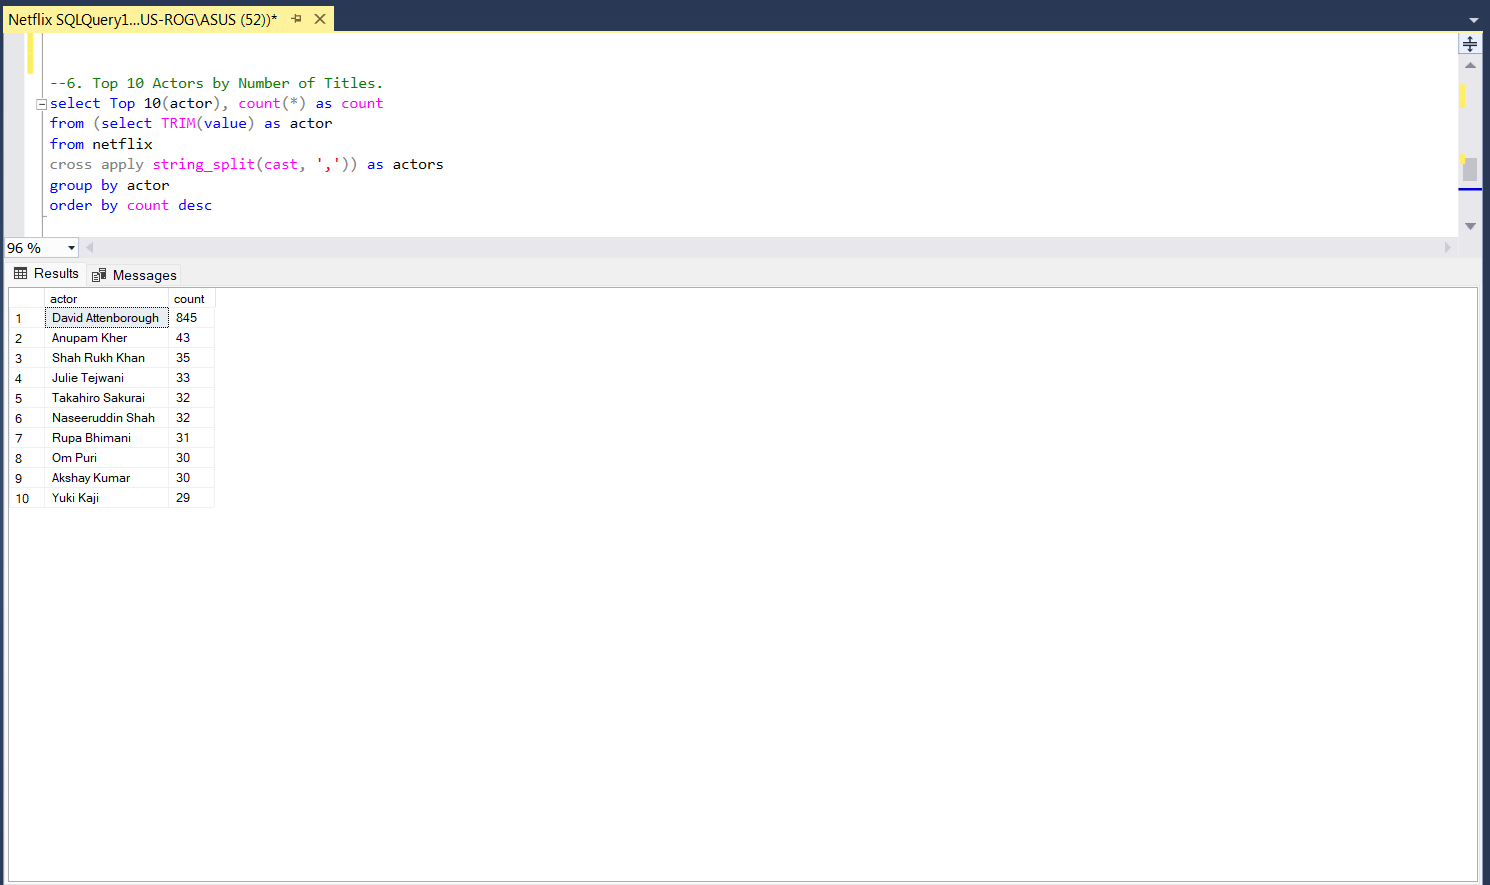 Netflix SQLQuery1...US-ROG\ASUS (52))*
--6. Top 10 Actors by Number of Titles.
select Top 10(actor), count(*) as count
from (select TRIM(value) as actor
from netflix
cross apply string_split(cast, ',')) as actors
group by actor
order by count desc
96 %
Results Messages
actor count
1 David Attenborough 845
2 Anupam Kher 43
3 Shah Rukh Khan 35
4 Julie Tejwani 33
5 Takahiro Sakurai 32
6 Naseeruddin Shah 32
7 Rupa Bhimani 31
8 Om Puri 30
9 Akshay Kumar 30
10 Yuki Kaji 29